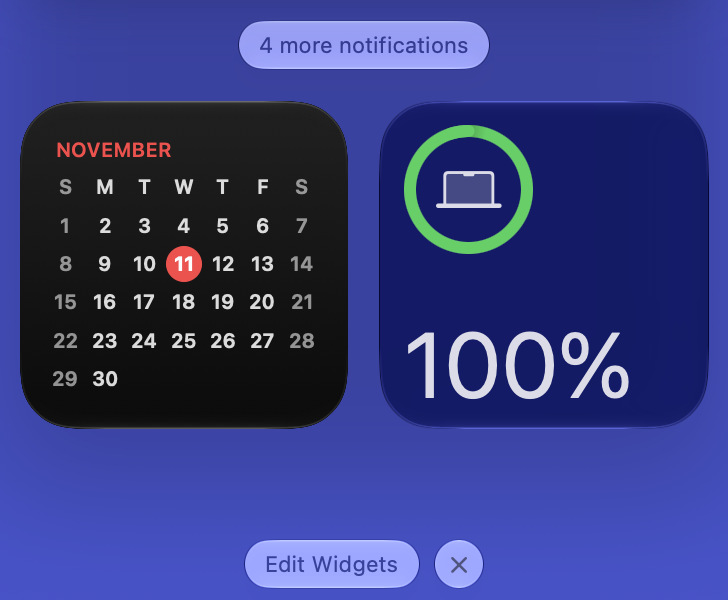 4 more notifications
NOVEMBER
S M T W T F S
1 2 3 4 5 6 7
8 9 10 11 12 13 14
15 16 17 18 19 20 21
22 23 24 25 26 27 28
29 30
100%
Edit Widgets